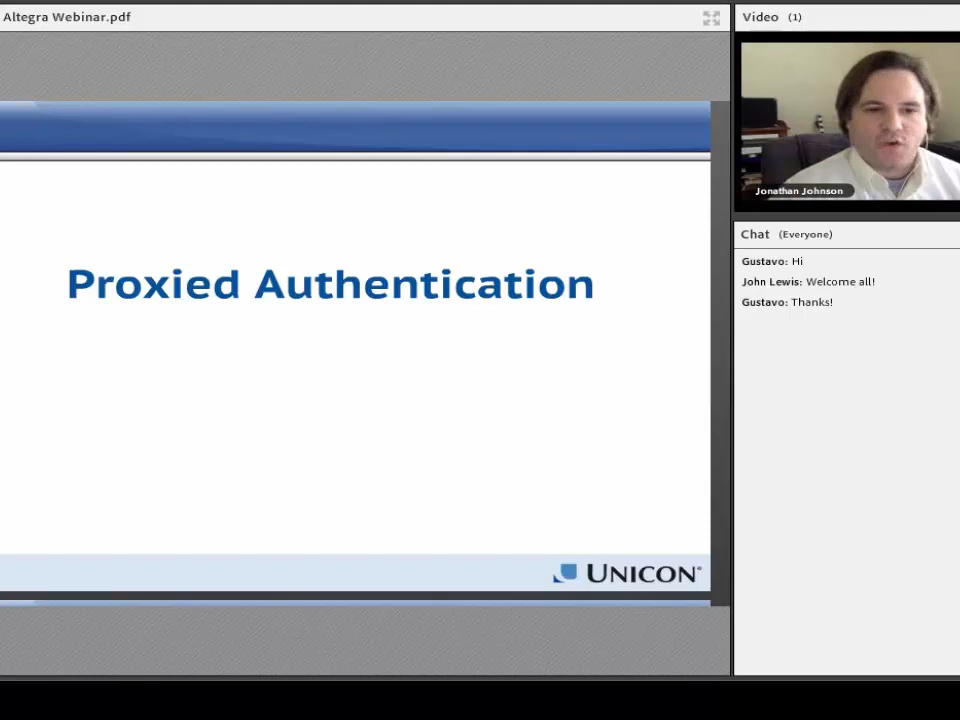 Altegra Webinar.pdf
Proxied Authentication
UNICON®
Video (1)
Jonathan Johnson
Chat (Everyone)
Gustavo: Hi
John Lewis: Welcome all!
Gustavo: Thanks!